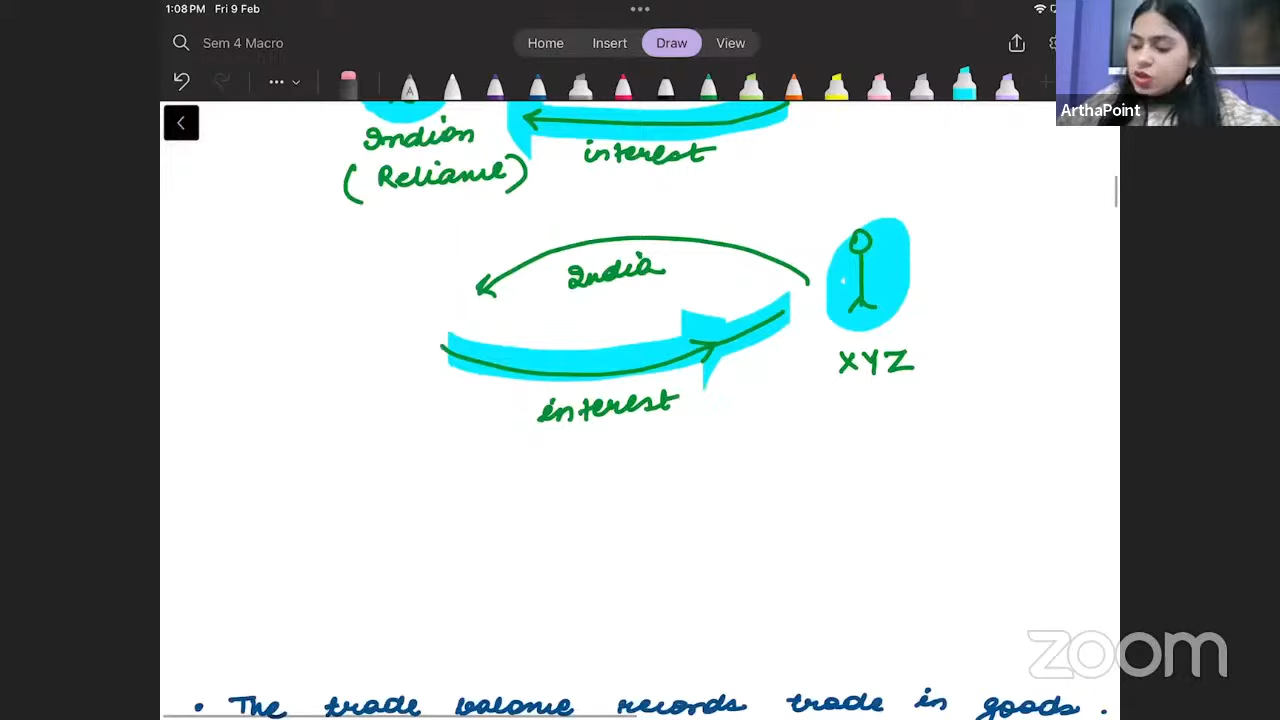 1:08 PM Fri 9 Feb
Sem 4 Macro
Home Insert Draw View
A
ArthaPoint
Indian
(Reliance)
interest
India
XYZ
interest
zoom
• The trade balance records trade in goods.